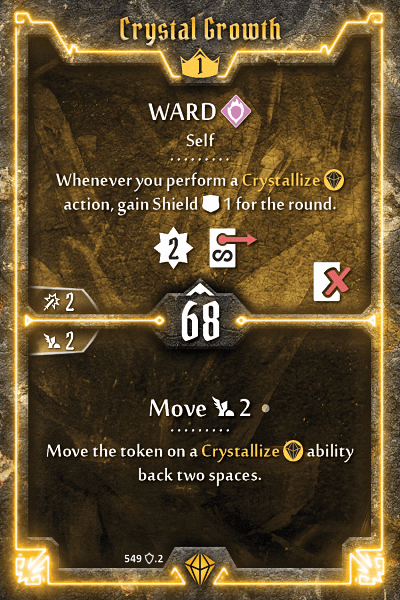 Crystal Growth
1
WARD
Self
Whenever you perform a Crystallize
action, gain Shield 1 for the round.
2
S
2
68
2
Move 2
Move the token on a Crystallize ability
back two spaces.
549 .2